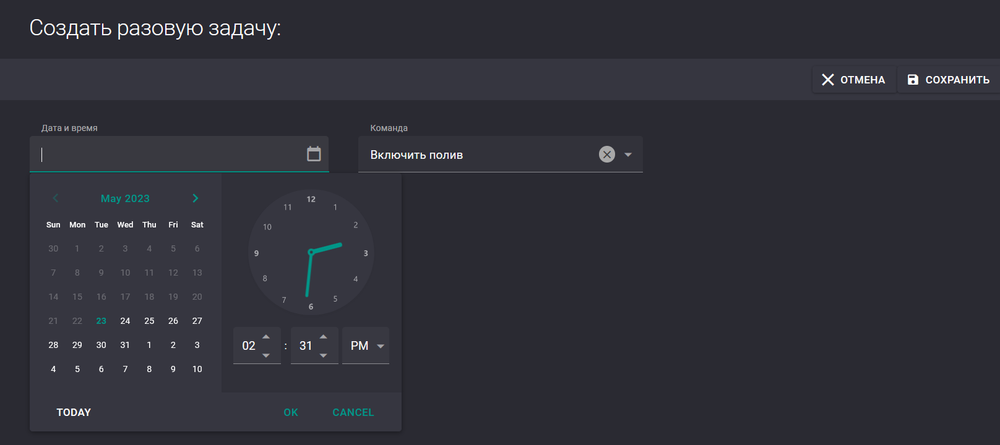 Создать разовую задачу:
ОТМЕНА СОХРАНИТЬ
Дата и время
Команда
Включить полив
May 2023
Sun Mon Tue Wed Thu Fri Sat
30 1 2 3 4 5 6
7 8 9 10 11 12 13
14 15 16 17 18 19 20
21 22 23 24 25 26 27
28 29 30 31 1 2 3
4 5 6 7 8 9 10
12
11 1
10 2
9 3
8 4
7 5
6
02 : 31 PM
TODAY OK CANCEL